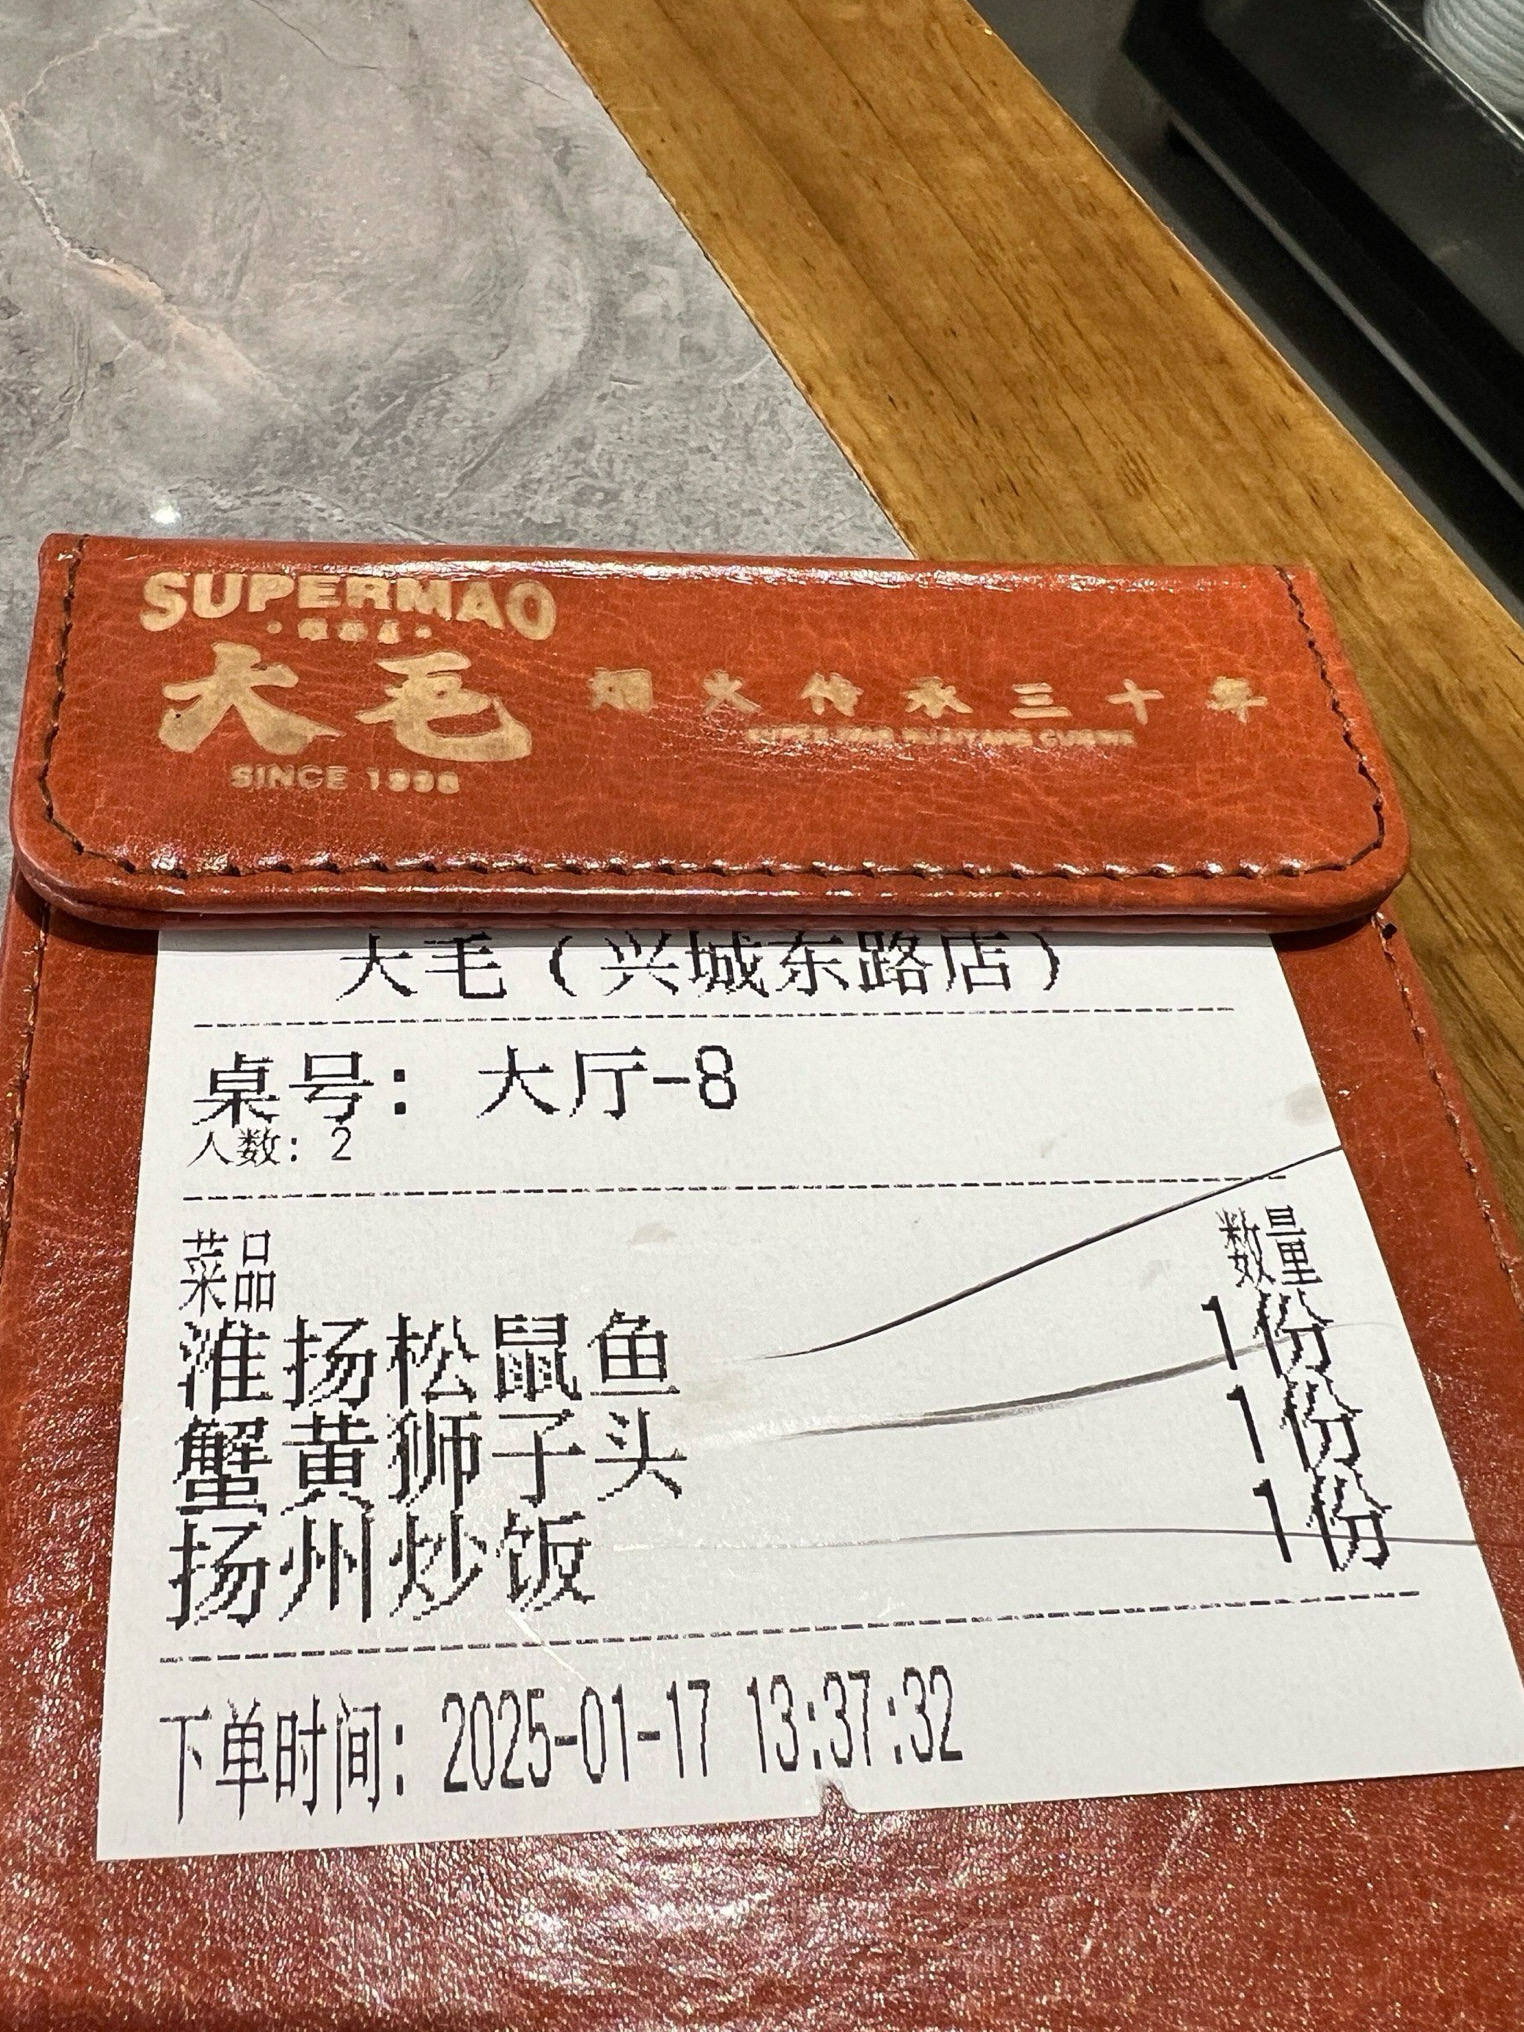 SUPERMAO
大毛
SINCE 1998
烟火传承三十年
大毛（兴城东路店）
桌号：大厅-8
人数：2
菜品 数量
淮扬松鼠鱼 1份
蟹黄狮子头 1份
扬州炒饭 1份
下单时间：2025-01-17 13:37:32